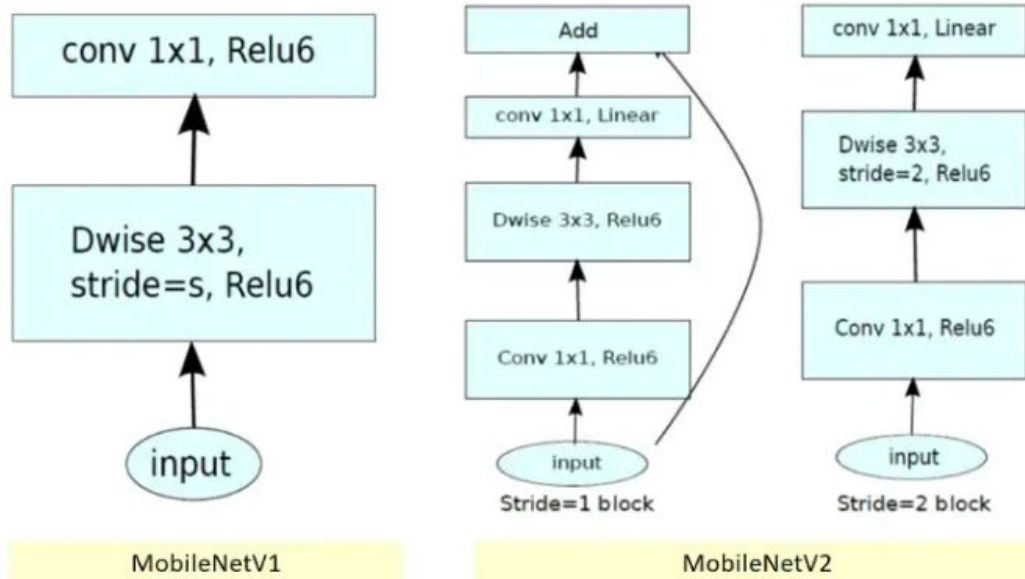 conv 1x1, Relu6
Dwise 3x3,
stride=s, Relu6
input
MobileNetV1
Add
conv 1x1, Linear
Dwise 3x3, Relu6
Conv 1x1, Relu6
input
Stride=1 block
conv 1x1, Linear
Dwise 3x3,
stride=2, Relu6
Conv 1x1, Relu6
input
Stride=2 block
MobileNetV2